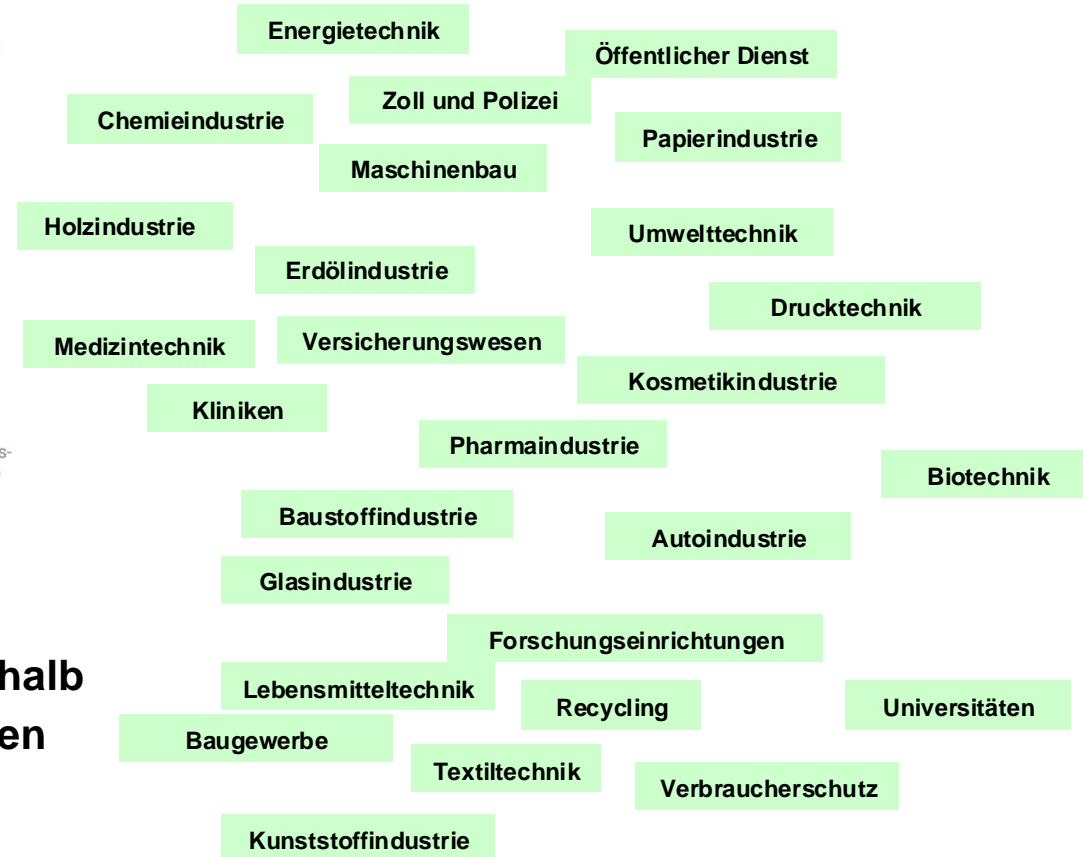 Energietechnik
Öffentlicher Dienst
Zoll und Polizei
Chemieindustrie
Papierindustrie
Maschinenbau
Holzindustrie
Umwelttechnik
Erdölindustrie
Drucktechnik
Medizintechnik
Versicherungswesen
Kosmetikindustrie
Kliniken
Pharmaindustrie
s-
Biotechnik
Baustoffindustrie
Autoindustrie
Glasindustrie
Forschungseinrichtungen
halb
Lebensmitteltechnik
Recycling
Universitäten
en
Baugewerbe
Textiltechnik
Verbraucherschutz
Kunststoffindustrie